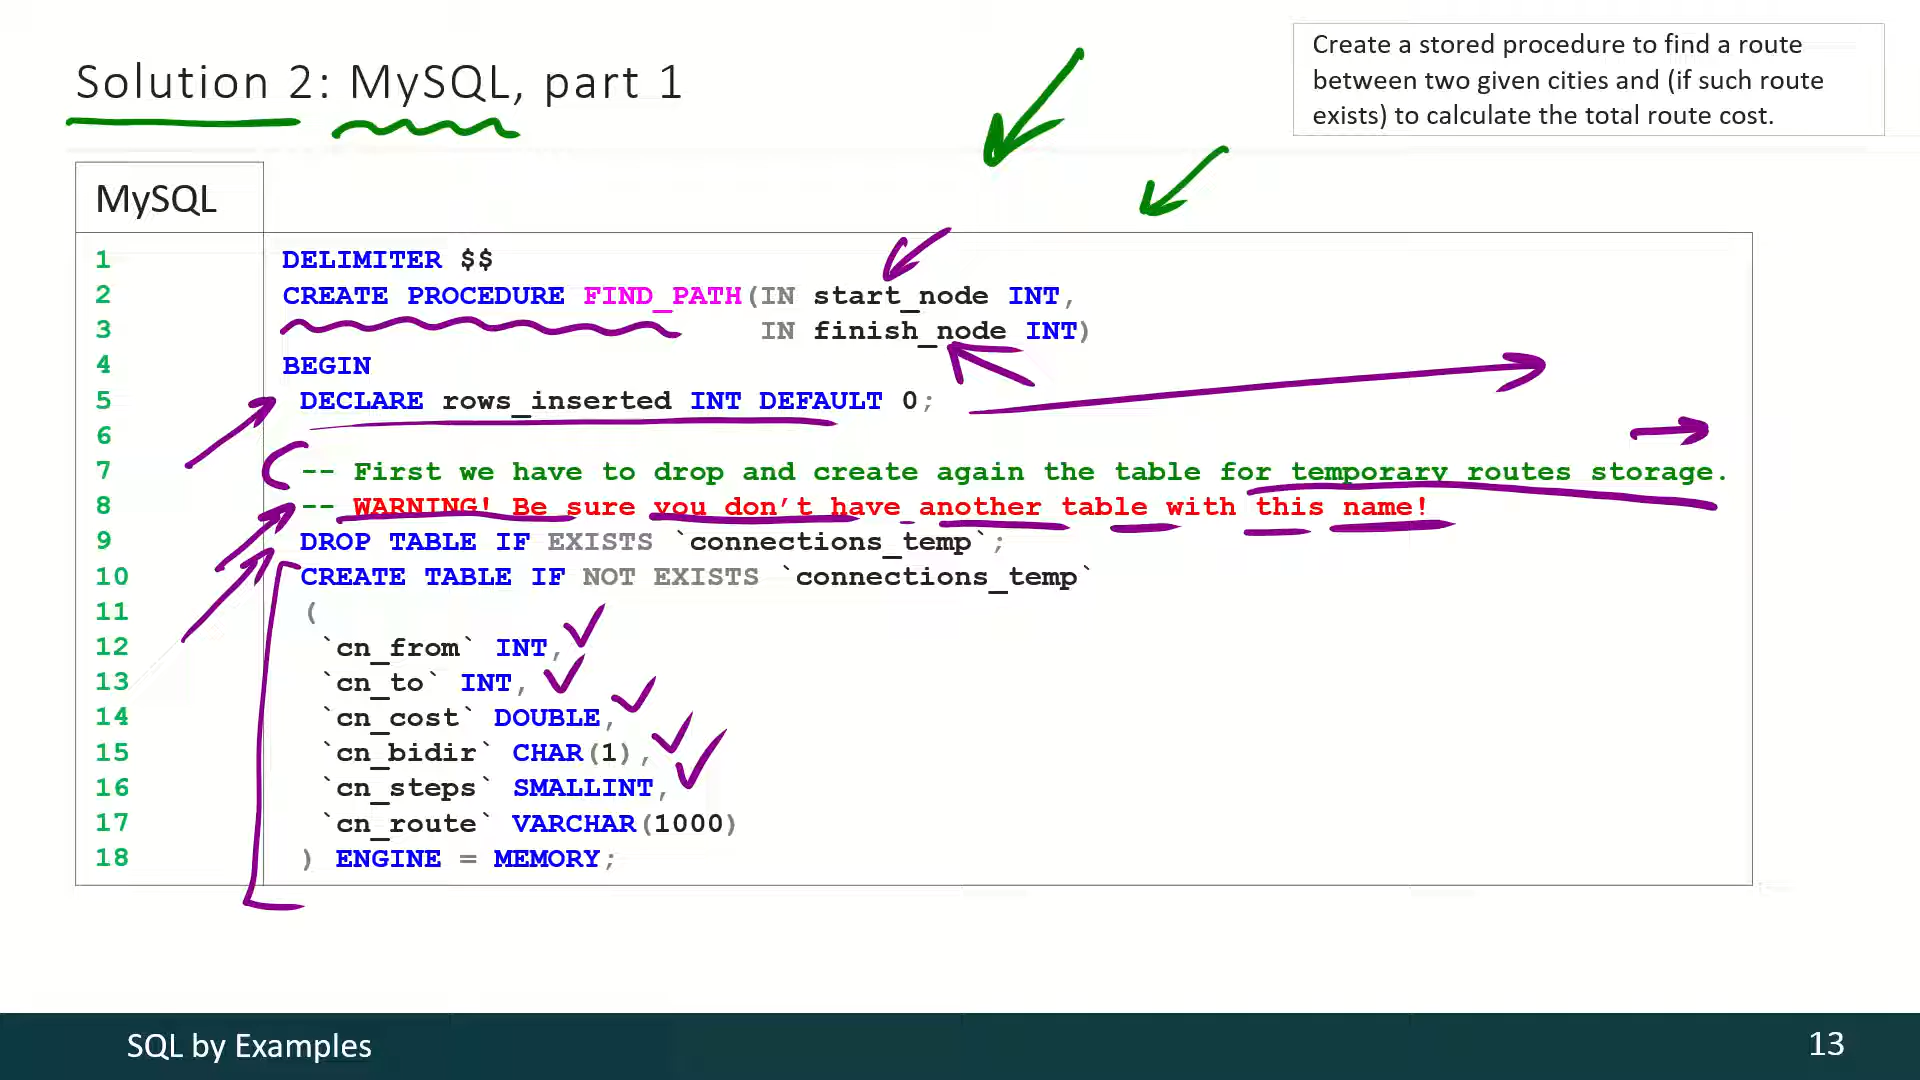 Solution 2: MySQL, part 1
Create a stored procedure to find a route
between two given cities and (if such route
exists) to calculate the total route cost.
MySQL
1 DELIMITER $$
2 CREATE PROCEDURE FIND_PATH(IN start_node INT,
3 IN finish_node INT)
4 BEGIN
5 DECLARE rows_inserted INT DEFAULT 0;
6
7 -- First we have to drop and create again the table for temporary routes storage.
8 -- WARNING! Be sure you don’t have another table with this name!
9 DROP TABLE IF EXISTS `connections_temp`;
10 CREATE TABLE IF NOT EXISTS `connections_temp`
11 (
12 `cn_from` INT,
13 `cn_to` INT,
14 `cn_cost` DOUBLE,
15 `cn_bidir` CHAR(1),
16 `cn_steps` SMALLINT,
17 `cn_route` VARCHAR(1000)
18 ) ENGINE = MEMORY;
SQL by Examples
13